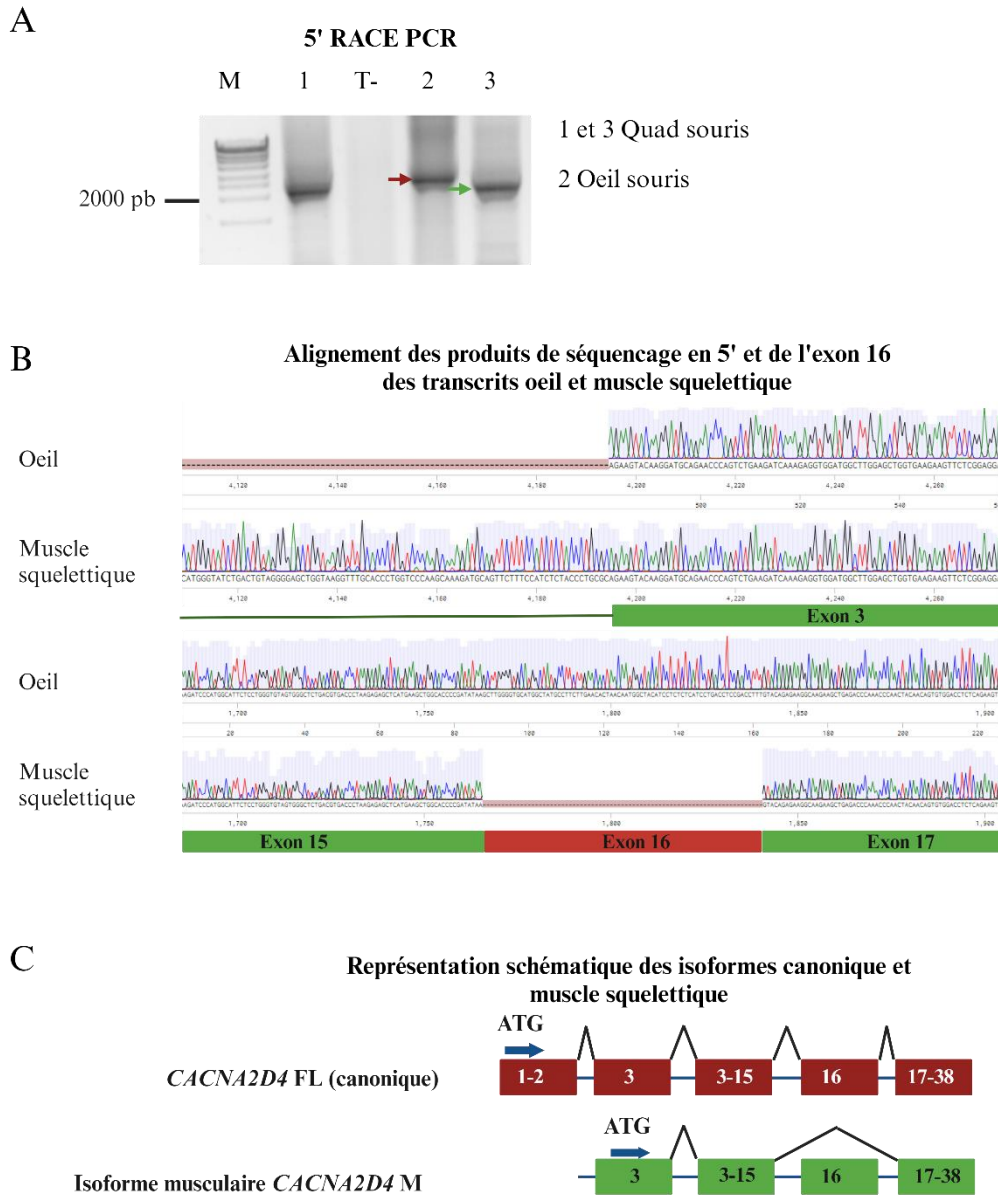 A
5' RACE PCR
M 1 T- 2 3
1 et 3 Quad souris
2 Oeil souris
2000 pb
B
Alignement des produits de séquencage en 5' et de l'exon 16
des transcrits oeil et muscle squelettique
Oeil
AGAAGTACAAGGATGCAGAACCCAGTCTGAAGATCAAAGAGGTGGATGGCTTGGAGCTGGTGAAGAAGTTCTCGGAGGA
4,120 4,140 4,160 4,180 4,200 4,220 4,240 4,260
500 520 540
Muscle
squelettique
CATGGGTATCTGACTGTAGGGGAGCTGGTAAGGTTTGCACCCTGGTCCCAAGCAAAGATGCAGTTCTTTCCATCTCTACCCTGCGCAGAAGTACAAGGATGCAGAACCCAGTCTGAAGATCAAAGAGGTGGATGGCTTGGAGCTGGTGAAGAAGTTCTCGGAGGA
4,120 4,140 4,160 4,180 4,200 4,220 4,240 4,260
Exon 3
Oeil
1,700 1,750 1,800 1,850 1,900
20 40 60 80 100 120 140 160 180 200 220
Muscle
squelettique
1,700 1,750 1,800 1,850 1,900
Exon 15 Exon 16 Exon 17
C
Représentation schématique des isoformes canonique et
muscle squelettique
ATG
CACNA2D4 FL (canonique) 1-2 3 3-15 16 17-38
ATG
Isoforme musculaire CACNA2D4 M 3 3-15 16 17-38